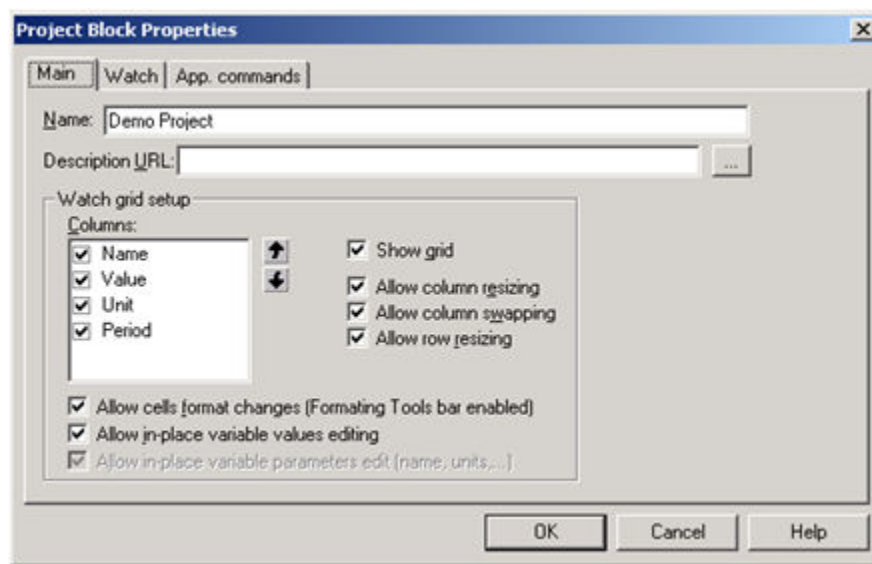 Project Block Properties
Main Watch App. commands
Name: Demo Project
Description URL: ...
Watch grid setup
Columns:
Name Show grid
Value Allow column resizing
Unit Allow column swapping
Period Allow row resizing
Allow cells format changes (Formating Tools bar enabled)
Allow in-place variable values editing
Allow in-place variable parameters edit (name, units,...)
OK Cancel Help